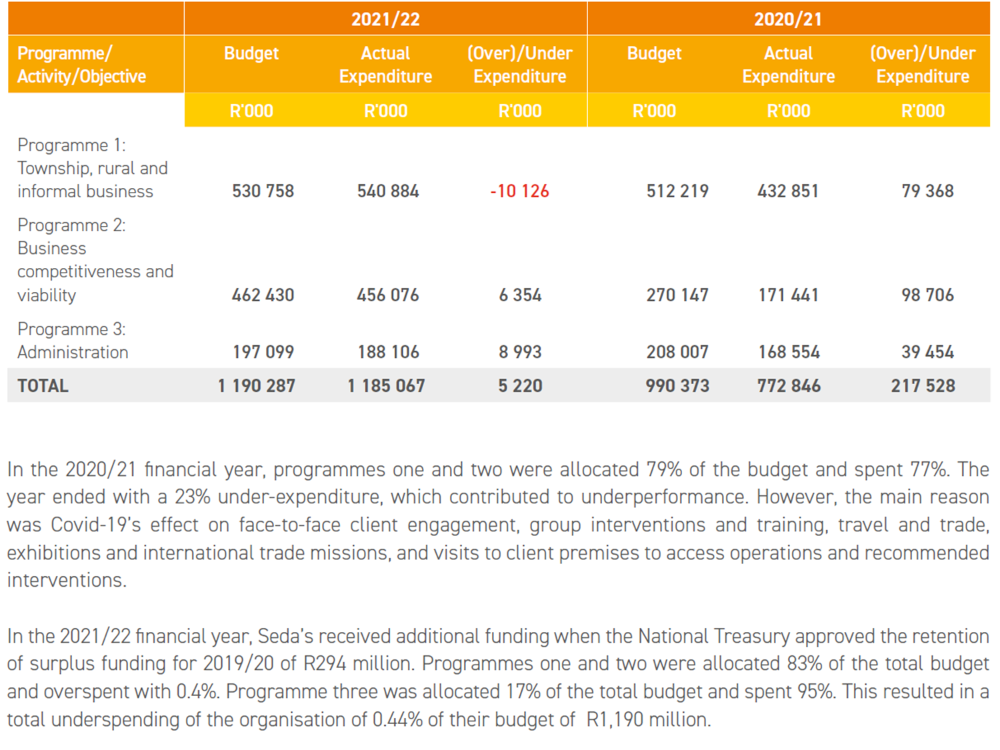 2021/22 2020/21
Programme/ Budget Actual (Over)/Under Budget Actual (Over)/Under
Activity/Objective Expenditure Expenditure Expenditure Expenditure
R'000 R'000 R'000 R'000 R'000 R'000
Programme 1:
Township, rural and
informal business 530 758 540 884 -10 126 512 219 432 851 79 368
Programme 2:
Business
competitiveness and
viability 462 430 456 076 6 354 270 147 171 441 98 706
Programme 3:
Administration 197 099 188 106 8 993 208 007 168 554 39 454
TOTAL 1 190 287 1 185 067 5 220 990 373 772 846 217 528
In the 2020/21 financial year, programmes one and two were allocated 79% of the budget and spent 77%. The
year ended with a 23% under-expenditure, which contributed to underperformance. However, the main reason
was Covid-19's effect on face-to-face client engagement, group interventions and training, travel and trade,
exhibitions and international trade missions, and visits to client premises to access operations and recommended
interventions.
In the 2021/22 financial year, Seda's received additional funding when the National Treasury approved the retention
of surplus funding for 2019/20 of R294 million. Programmes one and two were allocated 83% of the total budget
and overspent with 0.4%. Programme three was allocated 17% of the total budget and spent 95%. This resulted in a
total underspending of the organisation of 0.44% of their budget of R1,190 million.